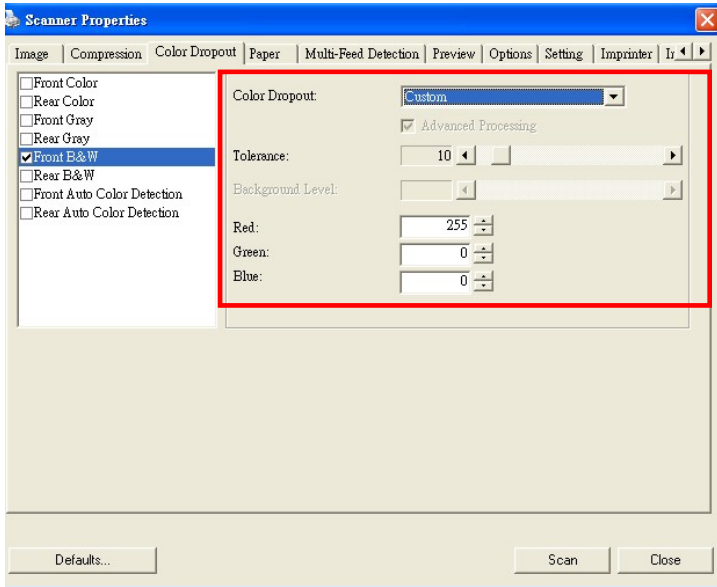 Scanner Properties
Image Compression Color Dropout Paper Multi-Feed Detection Preview Options Setting Imprinter
Front Color
Rear Color
Front Gray
Rear Gray
Front B&W
Rear B&W
Front Auto Color Detection
Rear Auto Color Detection
Color Dropout: Custom
Advanced Processing
Tolerance: 10
Background Level:
Red: 255
Green: 0
Blue: 0
Defaults... Scan Close